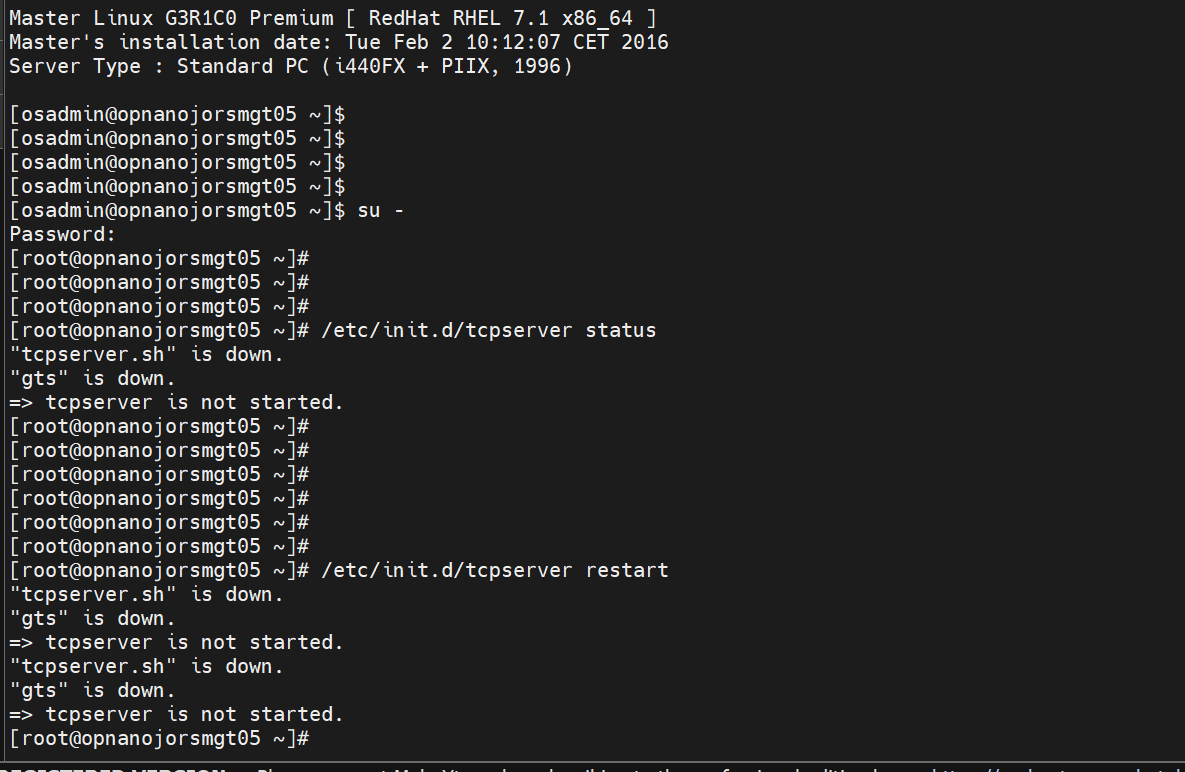 Master Linux G3R1C0 Premium [ RedHat RHEL 7.1 x86_64 ]
Master's installation date: Tue Feb 2 10:12:07 CET 2016
Server Type : Standard PC (i440FX + PIIX, 1996)
[osadmin@opnanojorsmgt05 ~]$
[osadmin@opnanojorsmgt05 ~]$
[osadmin@opnanojorsmgt05 ~]$
[osadmin@opnanojorsmgt05 ~]$
[osadmin@opnanojorsmgt05 ~]$ su -
Password:
[root@opnanojorsmgt05 ~]#
[root@opnanojorsmgt05 ~]#
[root@opnanojorsmgt05 ~]#
[root@opnanojorsmgt05 ~]# /etc/init.d/tcpserver status
"tcpserver.sh" is down.
"gts" is down.
=> tcpserver is not started.
[root@opnanojorsmgt05 ~]#
[root@opnanojorsmgt05 ~]#
[root@opnanojorsmgt05 ~]#
[root@opnanojorsmgt05 ~]#
[root@opnanojorsmgt05 ~]#
[root@opnanojorsmgt05 ~]#
[root@opnanojorsmgt05 ~]# /etc/init.d/tcpserver restart
"tcpserver.sh" is down.
"gts" is down.
=> tcpserver is not started.
"tcpserver.sh" is down.
"gts" is down.
=> tcpserver is not started.
[root@opnanojorsmgt05 ~]#